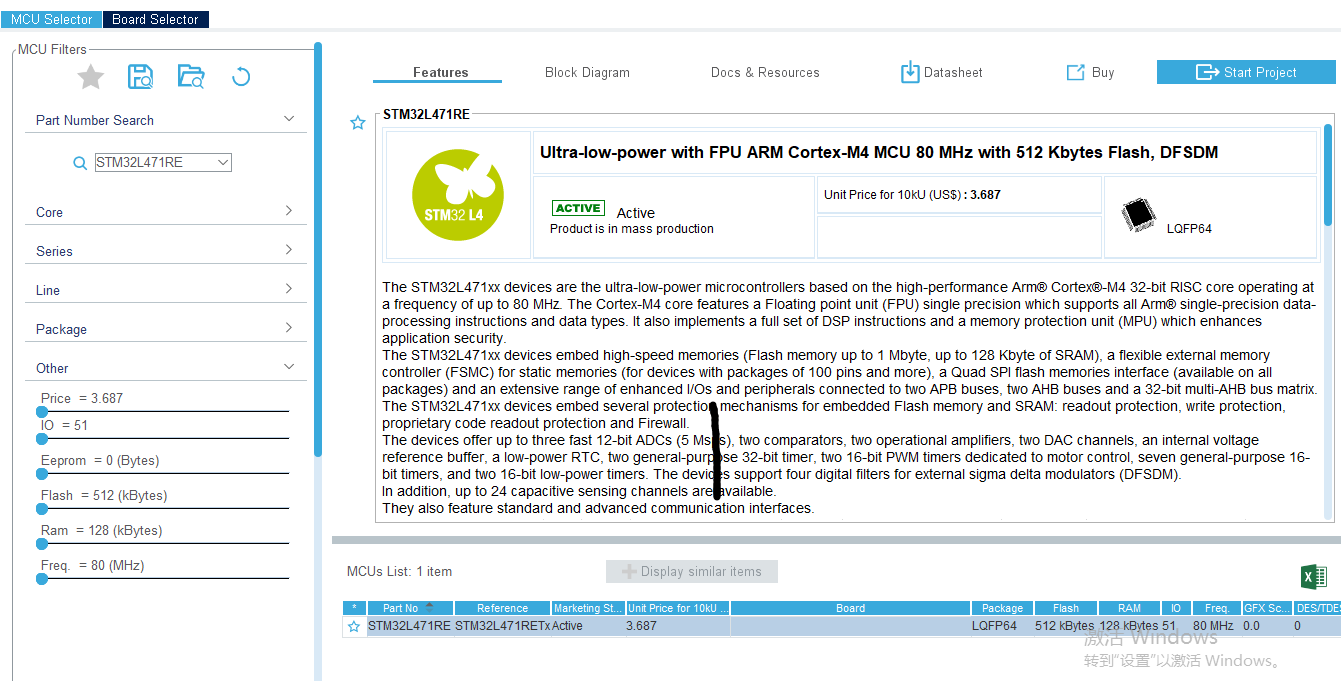 MCU Selector Board Selector
MCU Filters
Part Number Search
STM32L471RE
Core
Series
Line
Package
Other
Price = 3.687
IO = 51
Eeprom = 0 (Bytes)
Flash = 512 (kBytes)
Ram = 128 (kBytes)
Freq. = 80 (MHz)
Features Block Diagram Docs & Resources Datasheet Buy Start Project
STM32L471RE
STM32 L4
Ultra-low-power with FPU ARM Cortex-M4 MCU 80 MHz with 512 Kbytes Flash, DFSDM
ACTIVE Active
Product is in mass production
Unit Price for 10kU (US$) : 3.687
LQFP64
The STM32L471xx devices are the ultra-low-power microcontrollers based on the high-performance Arm® Cortex®-M4 32-bit RISC core operating at
a frequency of up to 80 MHz. The Cortex-M4 core features a Floating point unit (FPU) single precision which supports all Arm® single-precision data-
processing instructions and data types. It also implements a full set of DSP instructions and a memory protection unit (MPU) which enhances
application security.
The STM32L471xx devices embed high-speed memories (Flash memory up to 1 Mbyte, up to 128 Kbyte of SRAM), a flexible external memory
controller (FSMC) for static memories (for devices with packages of 100 pins and more), a Quad SPI flash memories interface (available on all
packages) and an extensive range of enhanced I/Os and peripherals connected to two APB buses, two AHB buses and a 32-bit multi-AHB bus matrix.
The STM32L471xx devices embed several protection mechanisms for embedded Flash memory and SRAM: readout protection, write protection,
proprietary code readout protection and Firewall.
The devices offer up to three fast 12-bit ADCs (5 Msps), two comparators, two operational amplifiers, two DAC channels, an internal voltage
reference buffer, a low-power RTC, two general-purpose 32-bit timer, two 16-bit PWM timers dedicated to motor control, seven general-purpose 16-
bit timers, and two 16-bit low-power timers. The devices support four digital filters for external sigma delta modulators (DFSDM).
In addition, up to 24 capacitive sensing channels are available.
They also feature standard and advanced communication interfaces.
MCUs List: 1 item Display similar items
* Part No Reference Marketing St... Unit Price for 10kU ... Board Package Flash RAM IO Freq. GFX Sc... DES/TDES
STM32L471RE STM32L471RETx Active 3.687 LQFP64 512 kBytes 128 kBytes 51 80 MHz 0.0 0
激活 Windows
转到“设置”以激活 Windows。